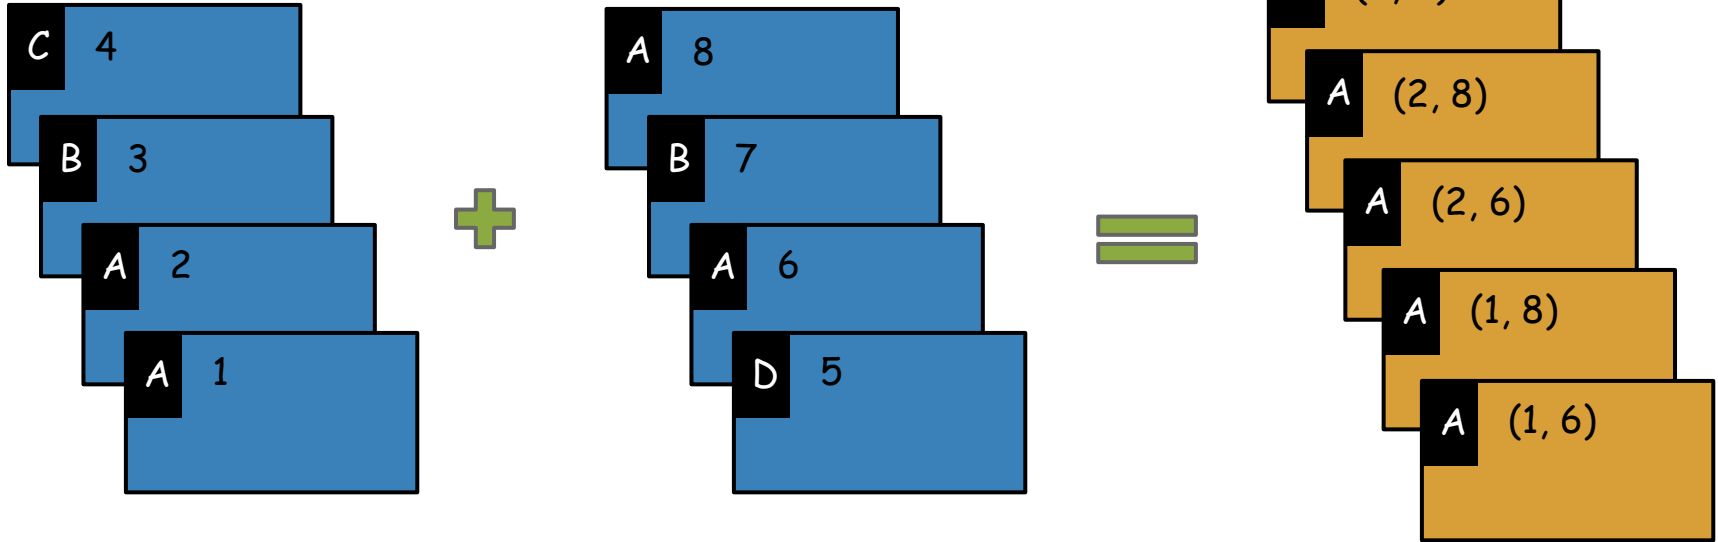 C 4
B 3
A 2
A 1
A 8
B 7
A 6
D 5
A (2, 8)
A (2, 6)
A (1, 8)
A (1, 6)